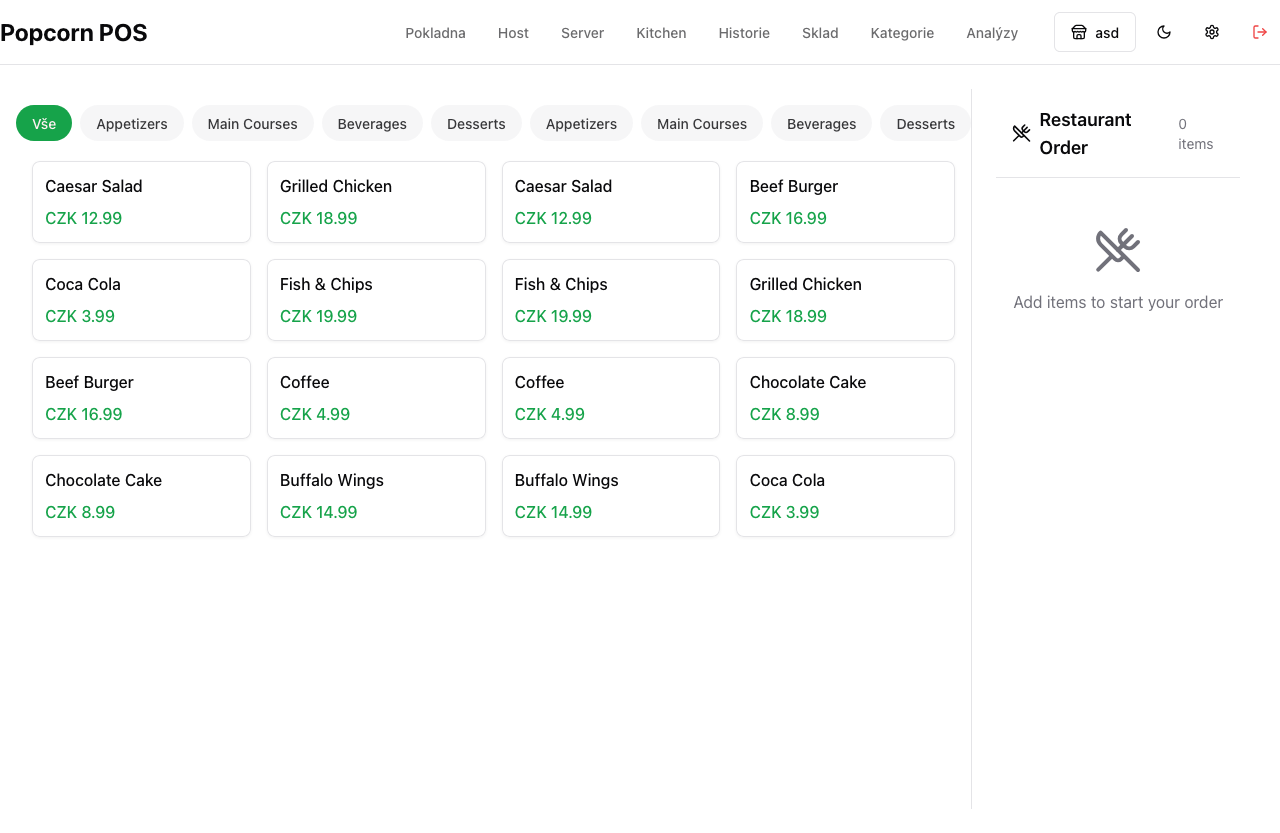 Popcorn POS
Pokladna
Host
Server
Kitchen
Historie
Sklad
Kategorie
Analýzy
asd
Vše
Appetizers
Main Courses
Beverages
Desserts
Appetizers
Main Courses
Beverages
Desserts
Caesar Salad
CZK 12.99
Grilled Chicken
CZK 18.99
Caesar Salad
CZK 12.99
Beef Burger
CZK 16.99
Coca Cola
CZK 3.99
Fish & Chips
CZK 19.99
Fish & Chips
CZK 19.99
Grilled Chicken
CZK 18.99
Beef Burger
CZK 16.99
Coffee
CZK 4.99
Coffee
CZK 4.99
Chocolate Cake
CZK 8.99
Chocolate Cake
CZK 8.99
Buffalo Wings
CZK 14.99
Buffalo Wings
CZK 14.99
Coca Cola
CZK 3.99
Restaurant
Order
0
items
Add items to start your order